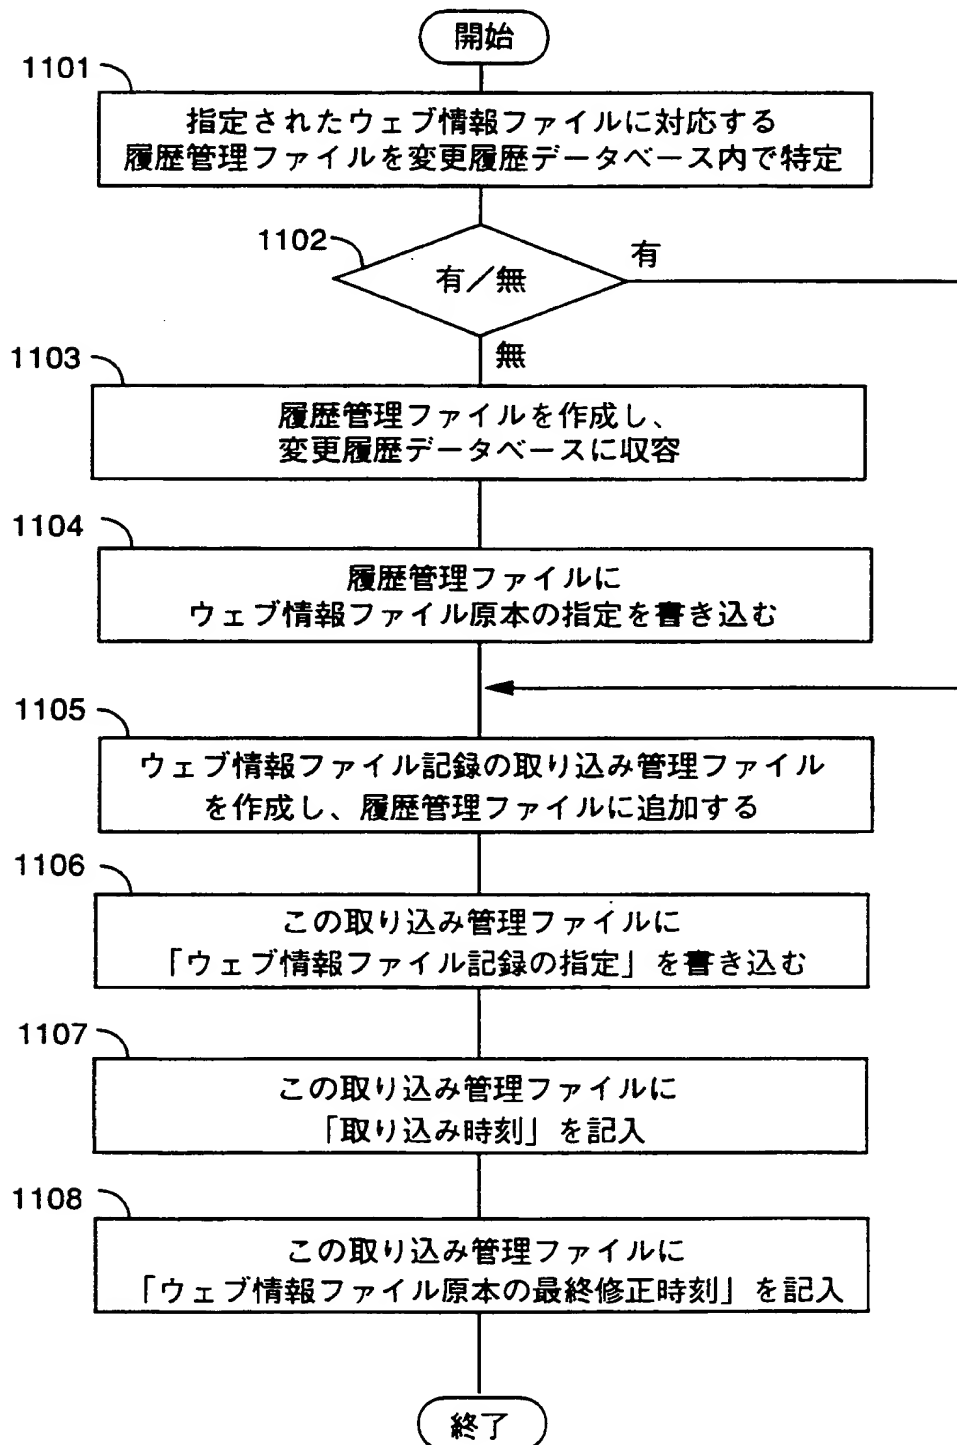 開始
1101
指定されたウェブ情報ファイルに対応する
履歴管理ファイルを変更履歴データベース内で特定
1102
有/無
有
無
1103
履歴管理ファイルを作成し、
変更履歴データベースに収容
1104
履歴管理ファイルに
ウェブ情報ファイル原本の指定を書き込む
1105
ウェブ情報ファイル記録の取り込み管理ファイル
を作成し、履歴管理ファイルに追加する
1106
この取り込み管理ファイルに
「ウェブ情報ファイル記録の指定」を書き込む
1107
この取り込み管理ファイルに
「取り込み時刻」を記入
1108
この取り込み管理ファイルに
「ウェブ情報ファイル原本の最終修正時刻」を記入
終了